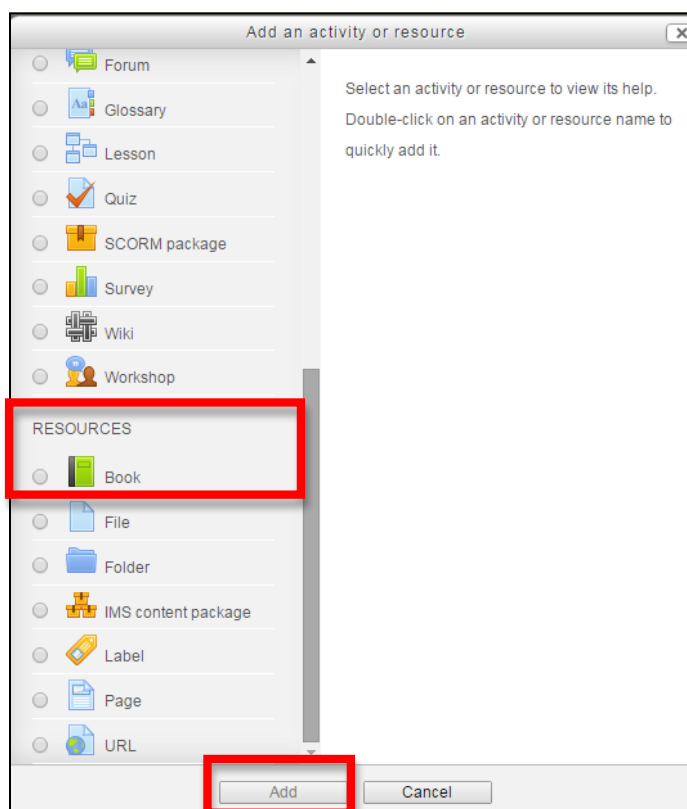 Add an activity or resource
Forum
Glossary
Lesson
Quiz
SCORM package
Survey
Wiki
Workshop
RESOURCES
Book
File
Folder
IMS content package
Label
Page
URL
Select an activity or resource to view its help.
Double-click on an activity or resource name to
quickly add it.
Add
Cancel